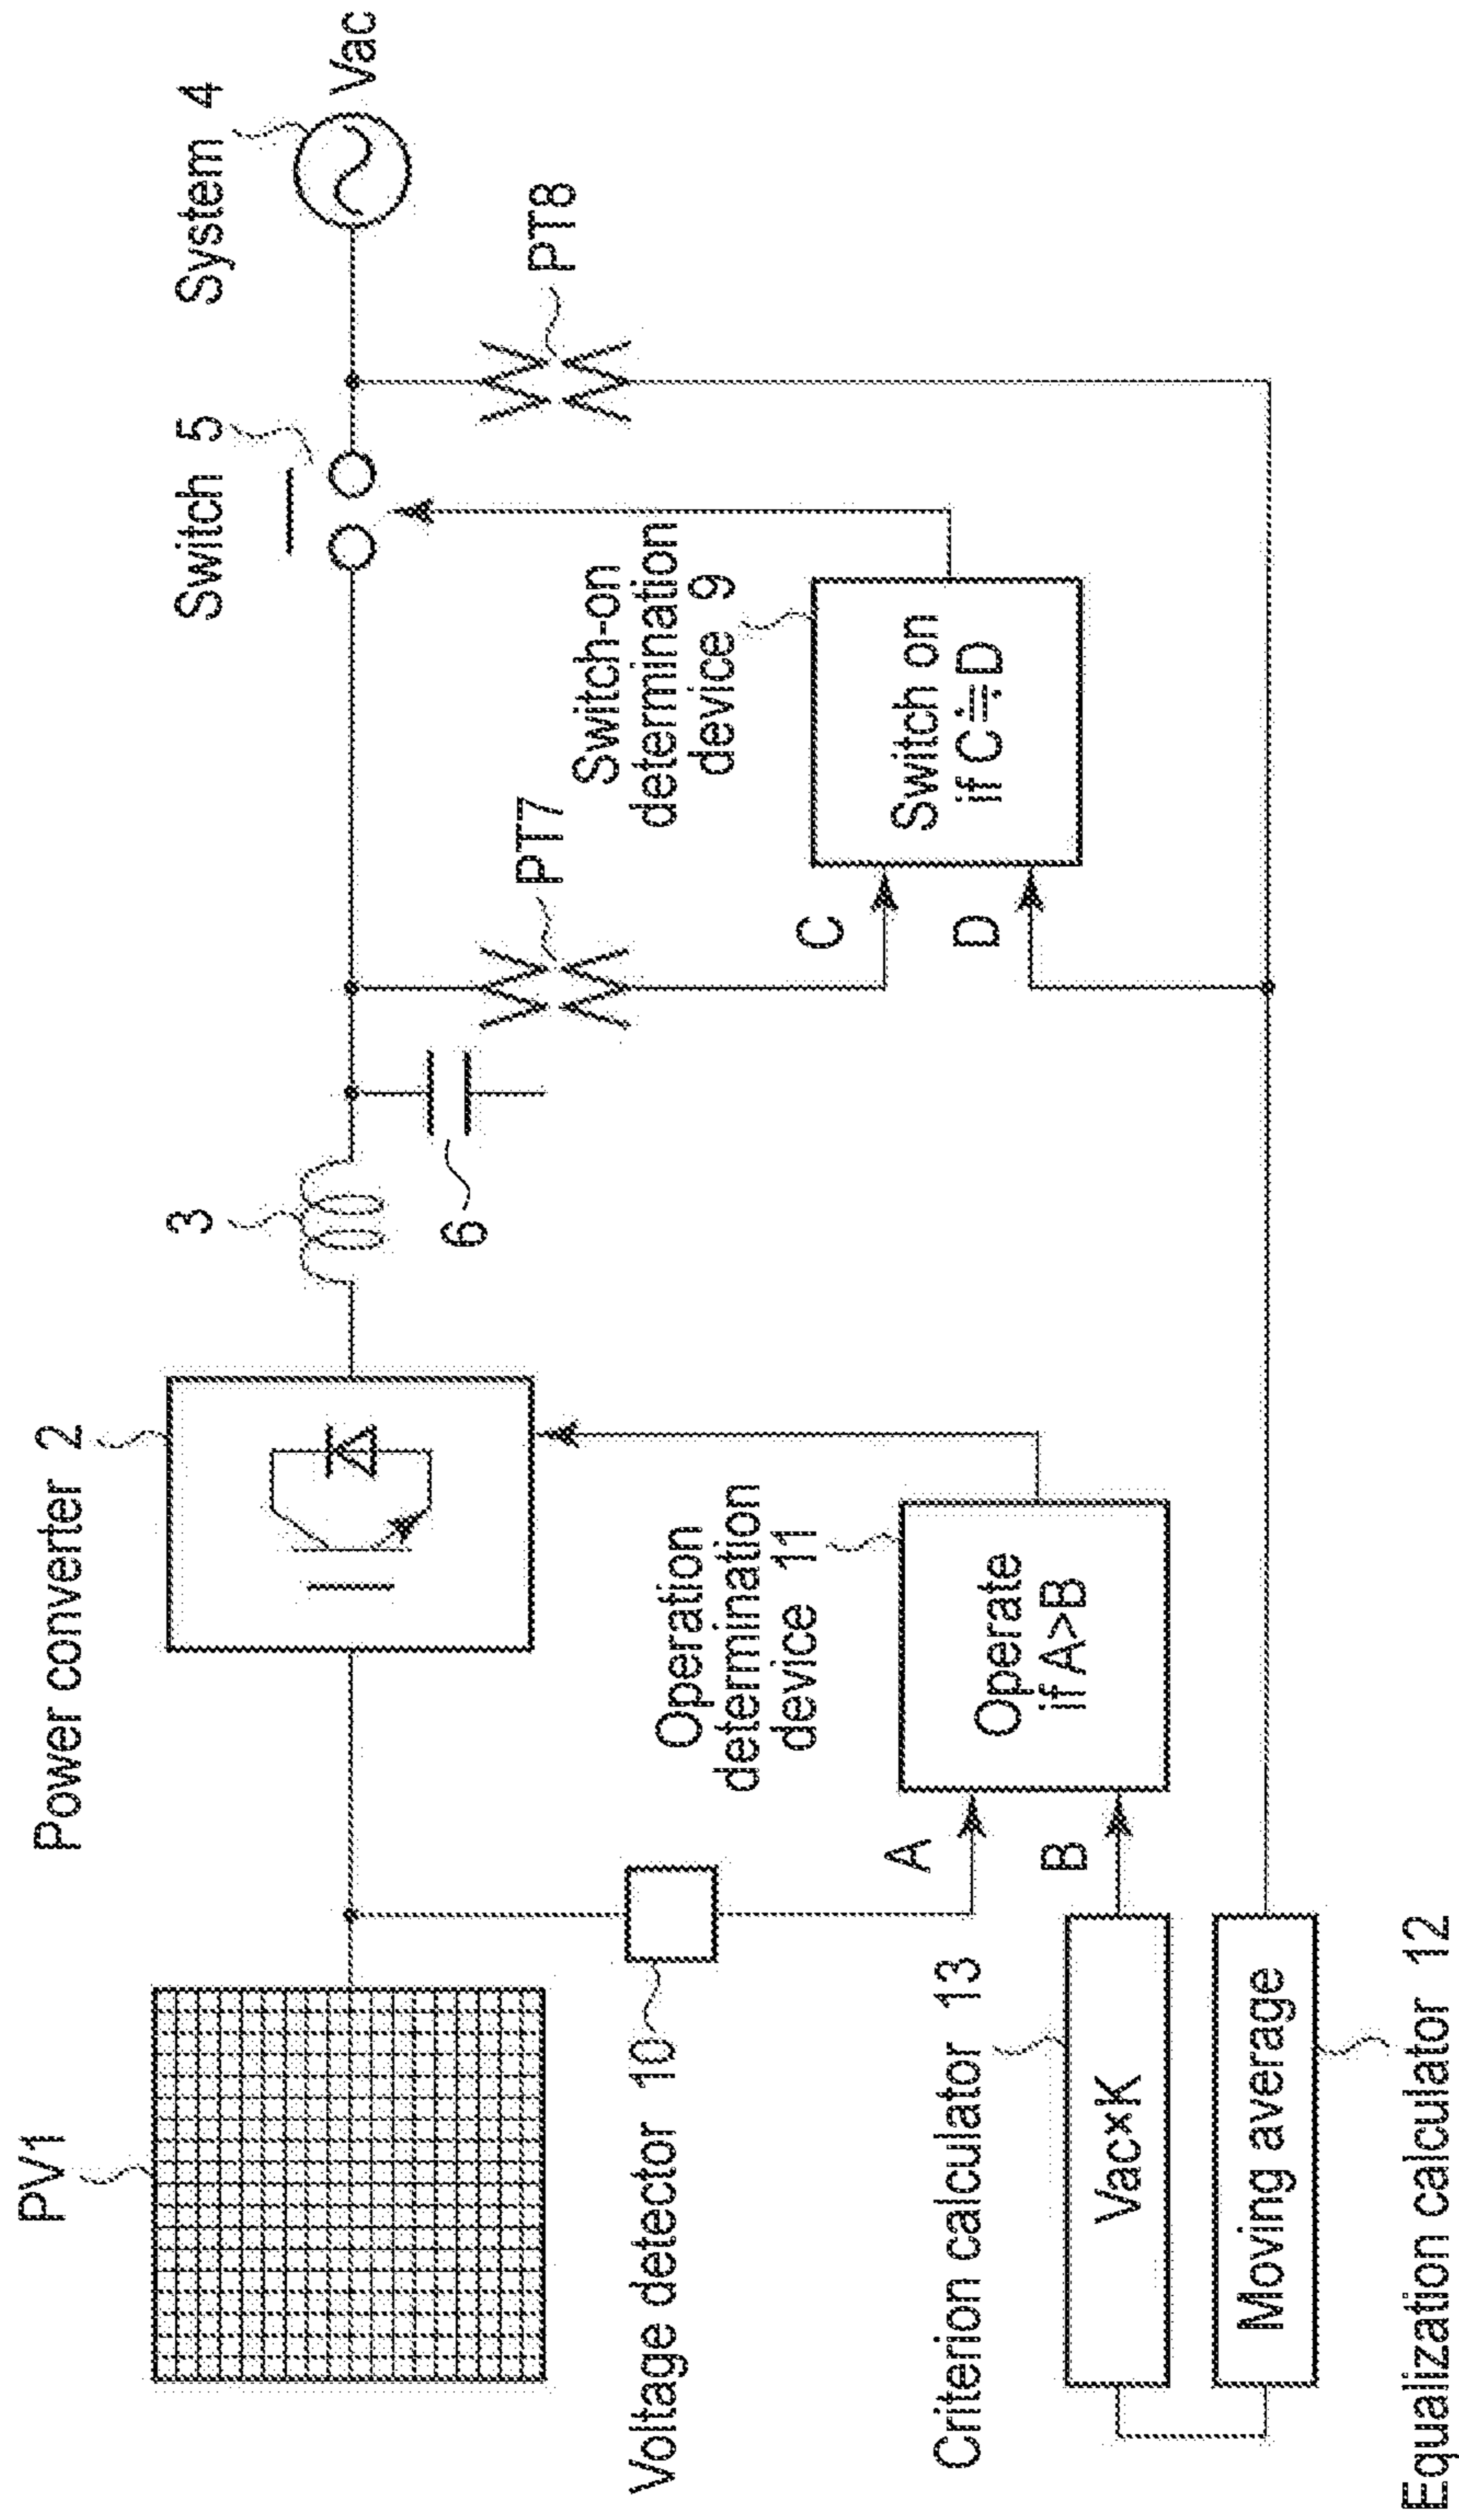 PV1
Power converter 2
3
6
Switch 5
System 4
Vac
PT7
PT8
Voltage detector 10
Operation
determination
device 11
Operate
if A>B
A
B
Switch-on
determination
device 9
Switch on
if C≒D
C
D
Criterion calculator 13
Vac×K
Moving average
Equalization calculator 12